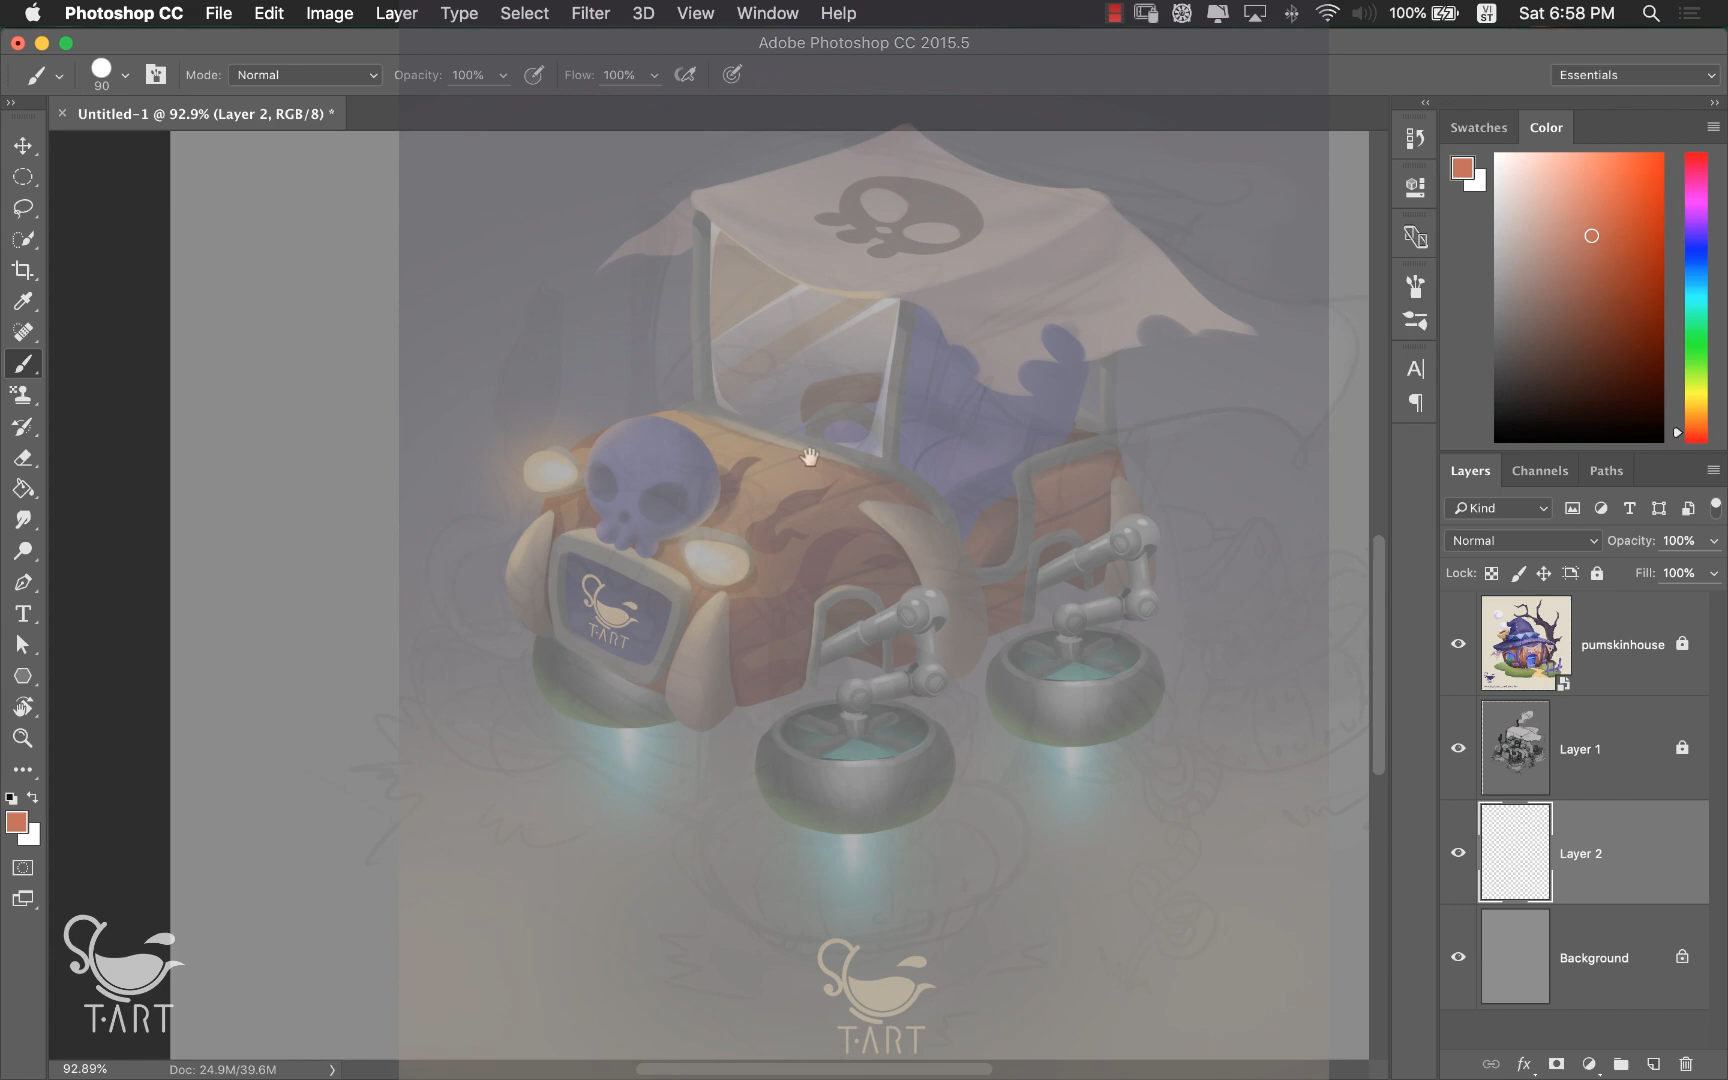 Photoshop CC File Edit Image Layer Type Select Filter 3D View Window Help 100% VI ST Sat 6:58 PM
Adobe Photoshop CC 2015.5
90 Mode: Normal Opacity: 100% Flow: 100% Essentials
Untitled-1 @ 92.9% (Layer 2, RGB/8) *
Swatches Color
Layers Channels Paths
Kind
Normal Opacity: 100%
Lock: Fill: 100%
pumskinhouse
Layer 1
Layer 2
Background
T·ART
T·ART
T·ART
92.89% Doc: 24.9M/39.6M